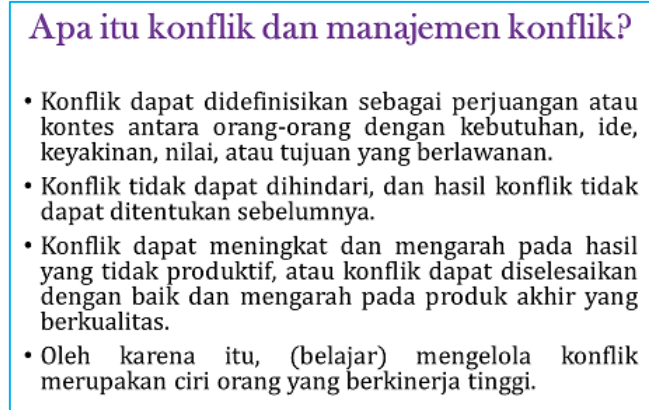 Apa itu konflik dan manajemen konflik?
• Konflik dapat didefinisikan sebagai perjuangan atau
kontes antara orang-orang dengan kebutuhan, ide,
keyakinan, nilai, atau tujuan yang berlawanan.
• Konflik tidak dapat dihindari, dan hasil konflik tidak
dapat ditentukan sebelumnya.
• Konflik dapat meningkat dan mengarah pada hasil
yang tidak produktif, atau konflik dapat diselesaikan
dengan baik dan mengarah pada produk akhir yang
berkualitas.
• Oleh karena itu, (belajar) mengelola konflik
merupakan ciri orang yang berkinerja tinggi.